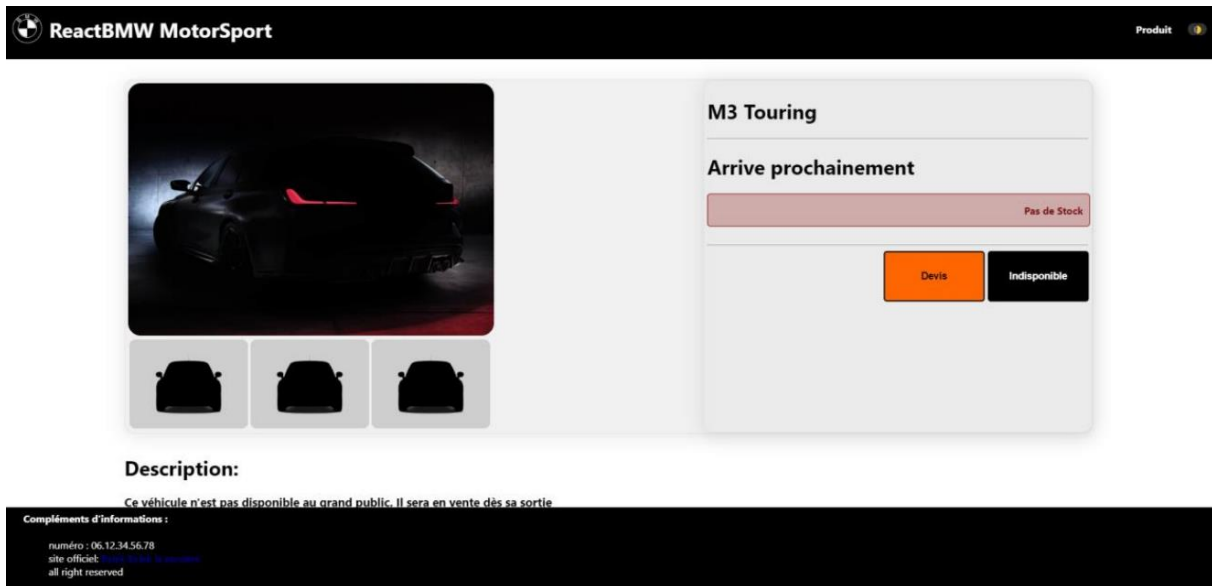 ReactBMW MotorSport
Produit
M3 Touring
Arrive prochainement
Pas de Stock
Devis
Indisponible
Description:
Ce véhicule n'est pas disponible au grand public. Il sera en vente dès sa sortie
Compléments d'informations :
numéro : 06.12.34.56.78
site officiel:
all right reserved